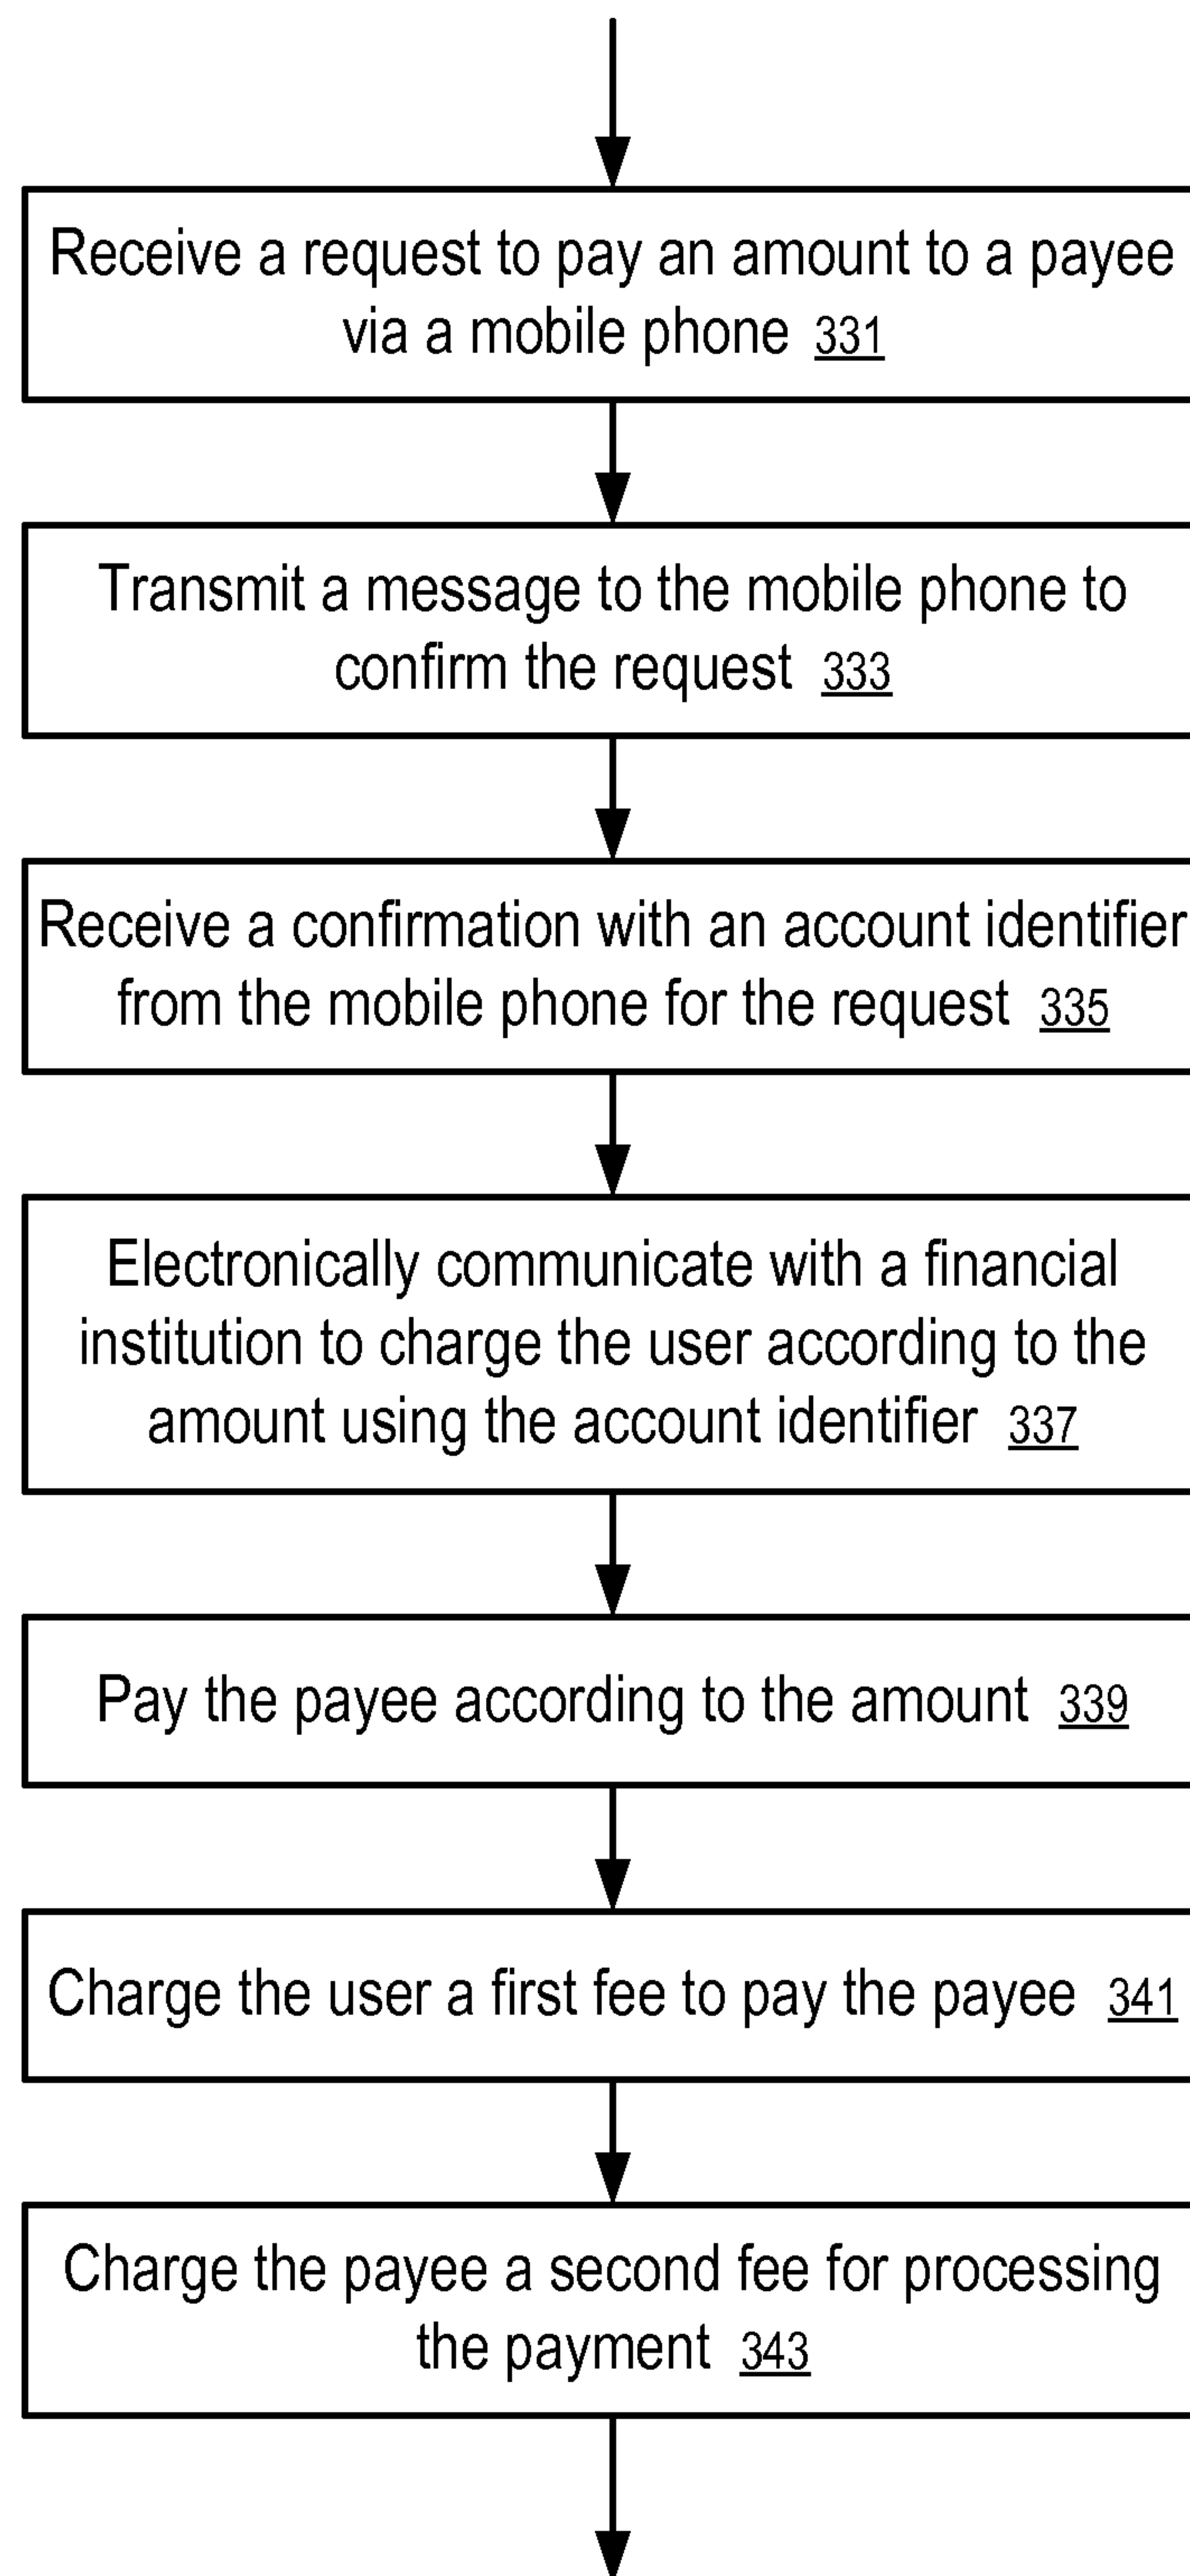 Receive a request to pay an amount to a payee
via a mobile phone 331
Transmit a message to the mobile phone to
confirm the request 333
Receive a confirmation with an account identifier
from the mobile phone for the request 335
Electronically communicate with a financial
institution to charge the user according to the
amount using the account identifier 337
Pay the payee according to the amount 339
Charge the user a first fee to pay the payee 341
Charge the payee a second fee for processing
the payment 343